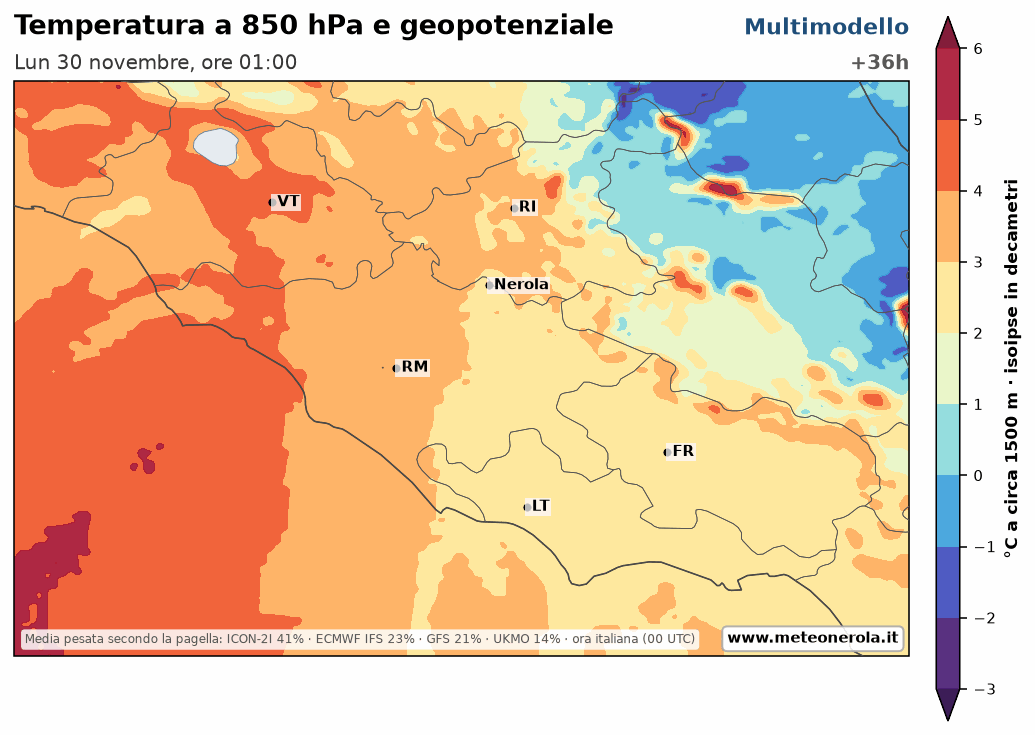 Temperatura a 850 hPa e geopotenziale
Multimodello
Lun 30 novembre, ore 01:00
+36h
VT
RI
Nerola
RM
FR
LT
Media pesata secondo la pagella: ICON-2I 41% · ECMWF IFS 23% · GFS 21% · UKMO 14% · ora italiana (00 UTC)
www.meteonerola.it
6
5
4
3
2
1
0
−1
−2
−3
°C a circa 1500 m · isoipse in decametri